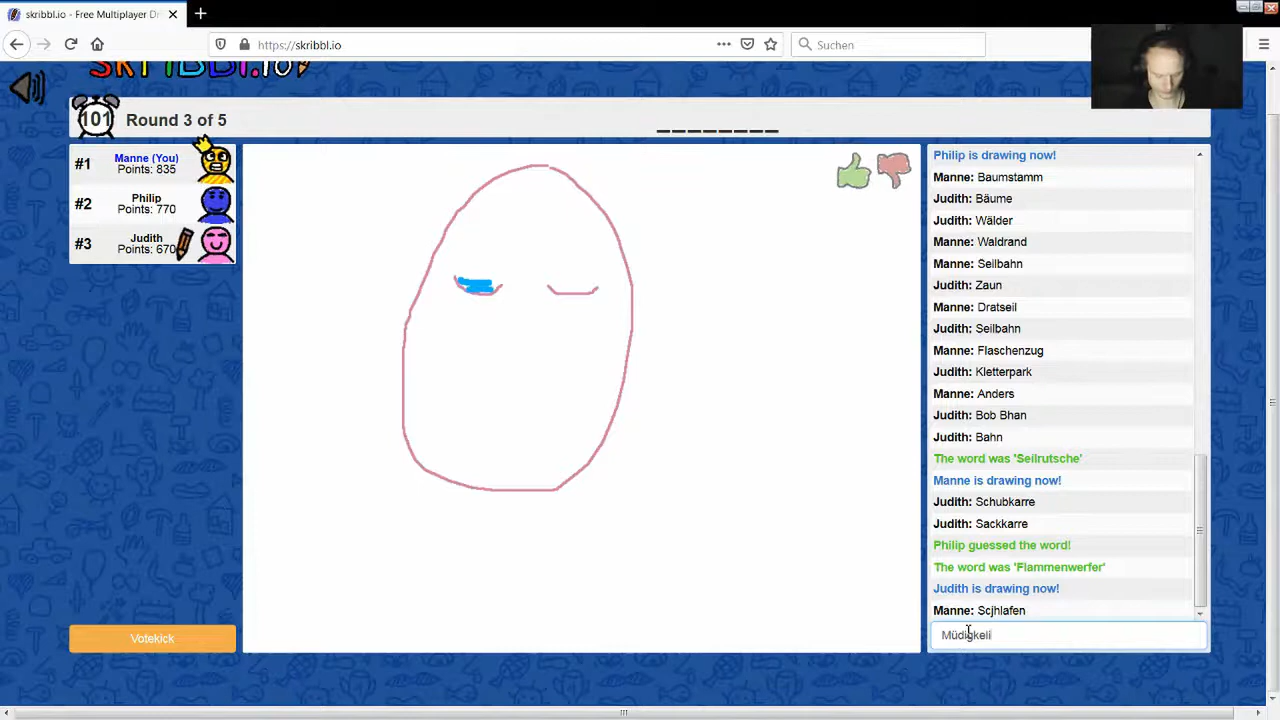 skribbl.io - Free Multiplayer Dr
https://skribbl.io
Suchen
SKRIBBL.IO
101
Round 3 of 5
________
#1
Manne (You)
Points: 835
#2
Philip
Points: 770
#3
Judith
Points: 670
Votekick
Philip is drawing now!
Manne: Baumstamm
Judith: Bäume
Judith: Wälder
Manne: Waldrand
Manne: Seilbahn
Judith: Zaun
Manne: Dratseil
Judith: Seilbahn
Manne: Flaschenzug
Judith: Kletterpark
Manne: Anders
Judith: Bob Bhan
Judith: Bahn
The word was 'Seilrutsche'
Manne is drawing now!
Judith: Schubkarre
Judith: Sackkarre
Philip guessed the word!
The word was 'Flammenwerfer'
Judith is drawing now!
Manne: Scjhlafen
Müdigkeli